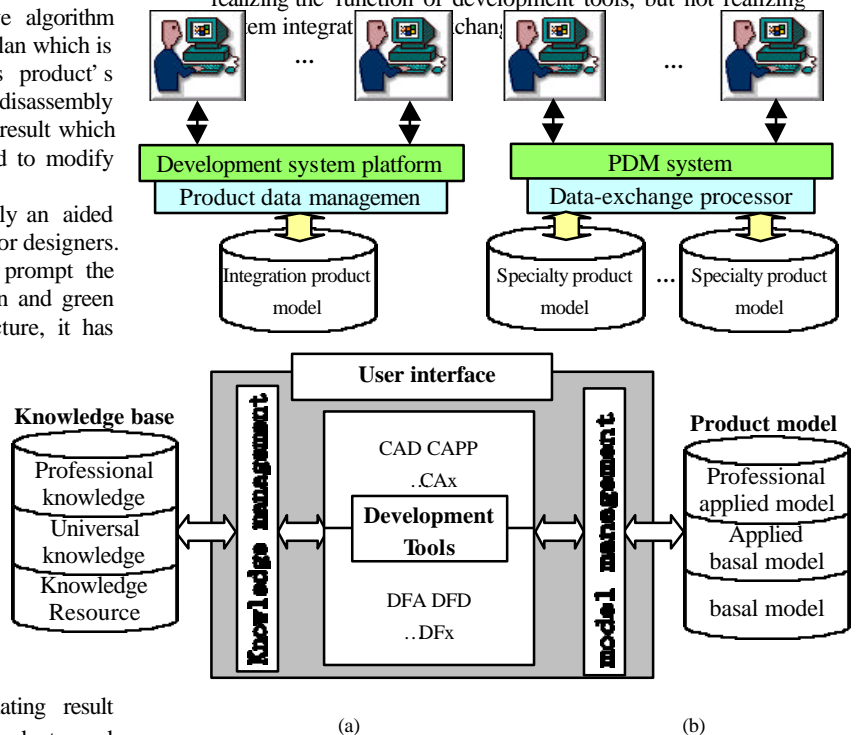 ve algorithm
lan which is
s product's
disassembly
result which
d to modify
ly an aided
or designers.
prompt the
n and green
cture, it has
realizing the function of development tools, but not realizing
tem integrat
chang
...
...
Development system platform
Product data managemen
Integration product
model
PDM system
Data-exchange processor
Specialty product
model
...
Specialty product
model
User interface
Knowledge base
Professional
knowledge
Universal
knowledge
Knowledge
Resource
Knowledge management
CAD CAPP
..CAx
Development
Tools
DFA DFD
..DFx
model management
Product model
Professional
applied model
Applied
basal model
basal model
ating result
(a)
(b)